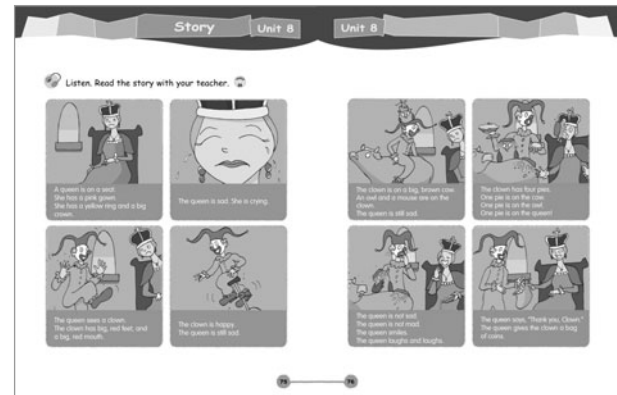 Story
Unit 8
Unit 8
Listen. Read the story with your teacher.
A queen is on a seat.
She has a pink gown.
She has a yellow ring and a big
crown.
The queen is sad. She is crying.
The queen sees a clown.
The clown has big, red feet, and
a big, red mouth.
The clown is happy.
The queen is still sad.
The clown is on a big, brown cow.
An owl and a mouse are on the
clown.
The queen is still sad.
The clown has four pies.
One pie is on the cow.
One pie is on the owl.
One pie is on the queen!
The queen is not sad.
The queen is not mad.
The queen smiles.
The queen laughs and laughs.
The queen says, "Thank you, Clown."
The queen gives the clown a bag
of coins.